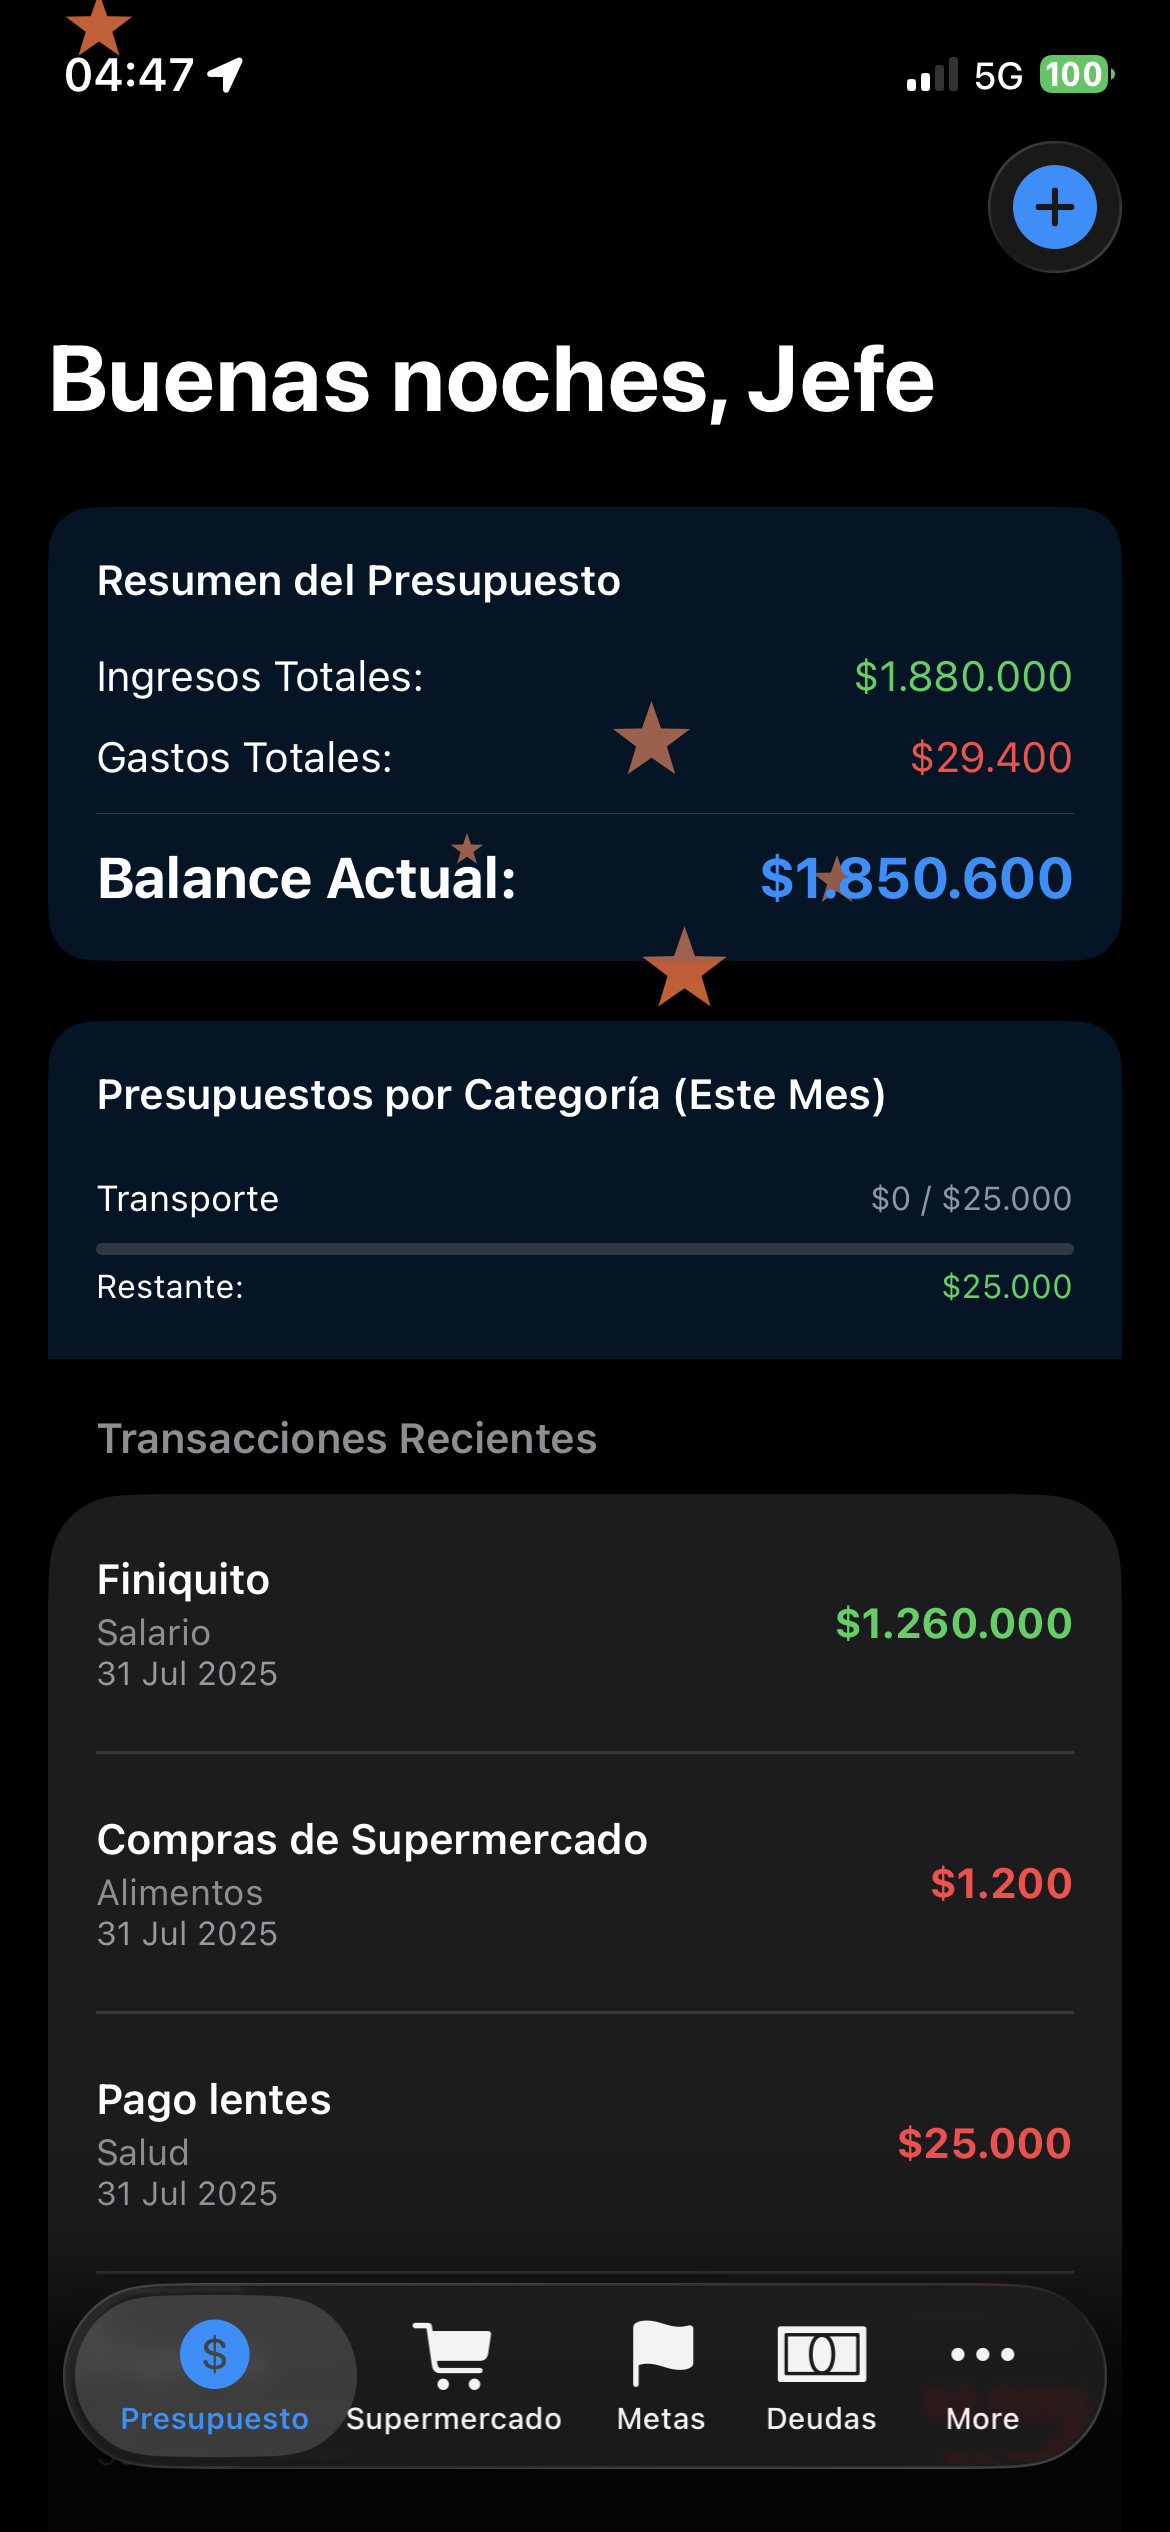 04:47
5G
100
Buenas noches, Jefe
Resumen del Presupuesto
Ingresos Totales: $1.880.000
Gastos Totales: $29.400
Balance Actual: $1.850.600
Presupuestos por Categoría (Este Mes)
Transporte $0 / $25.000
Restante: $25.000
Transacciones Recientes
Finiquito
Salario
31 Jul 2025
$1.260.000
Compras de Supermercado
Alimentos
31 Jul 2025
$1.200
Pago lentes
Salud
31 Jul 2025
$25.000
Presupuesto
Supermercado
Metas
Deudas
More